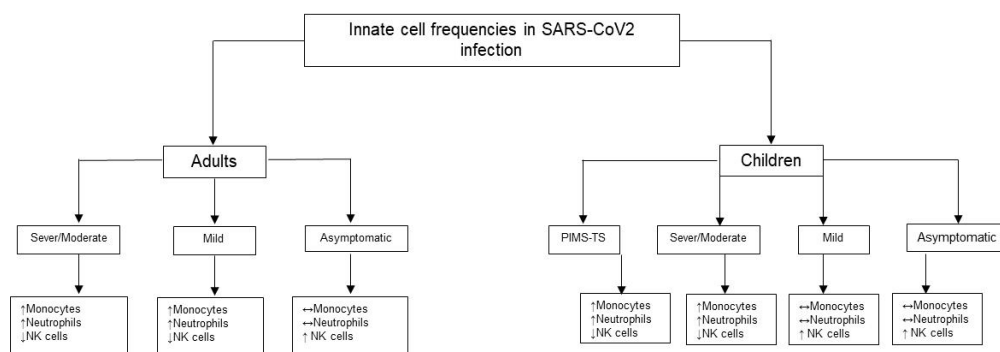 Innate cell frequencies in SARS-CoV2
infection
Adults
Children
Sever/Moderate
Mild
Asymptomatic
PIMS-TS
Sever/Moderate
Mild
Asymptomatic
↑Monocytes
↑Neutrophils
↓NK cells
↑Monocytes
↑Neutrophils
↓NK cells
↔Monocytes
↔Neutrophils
↑ NK cells
↑Monocytes
↑Neutrophils
↓NK cells
↑Monocytes
↑Neutrophils
↓NK cells
↔Monocytes
↔Neutrophils
↑ NK cells
↔Monocytes
↔Neutrophils
↑ NK cells